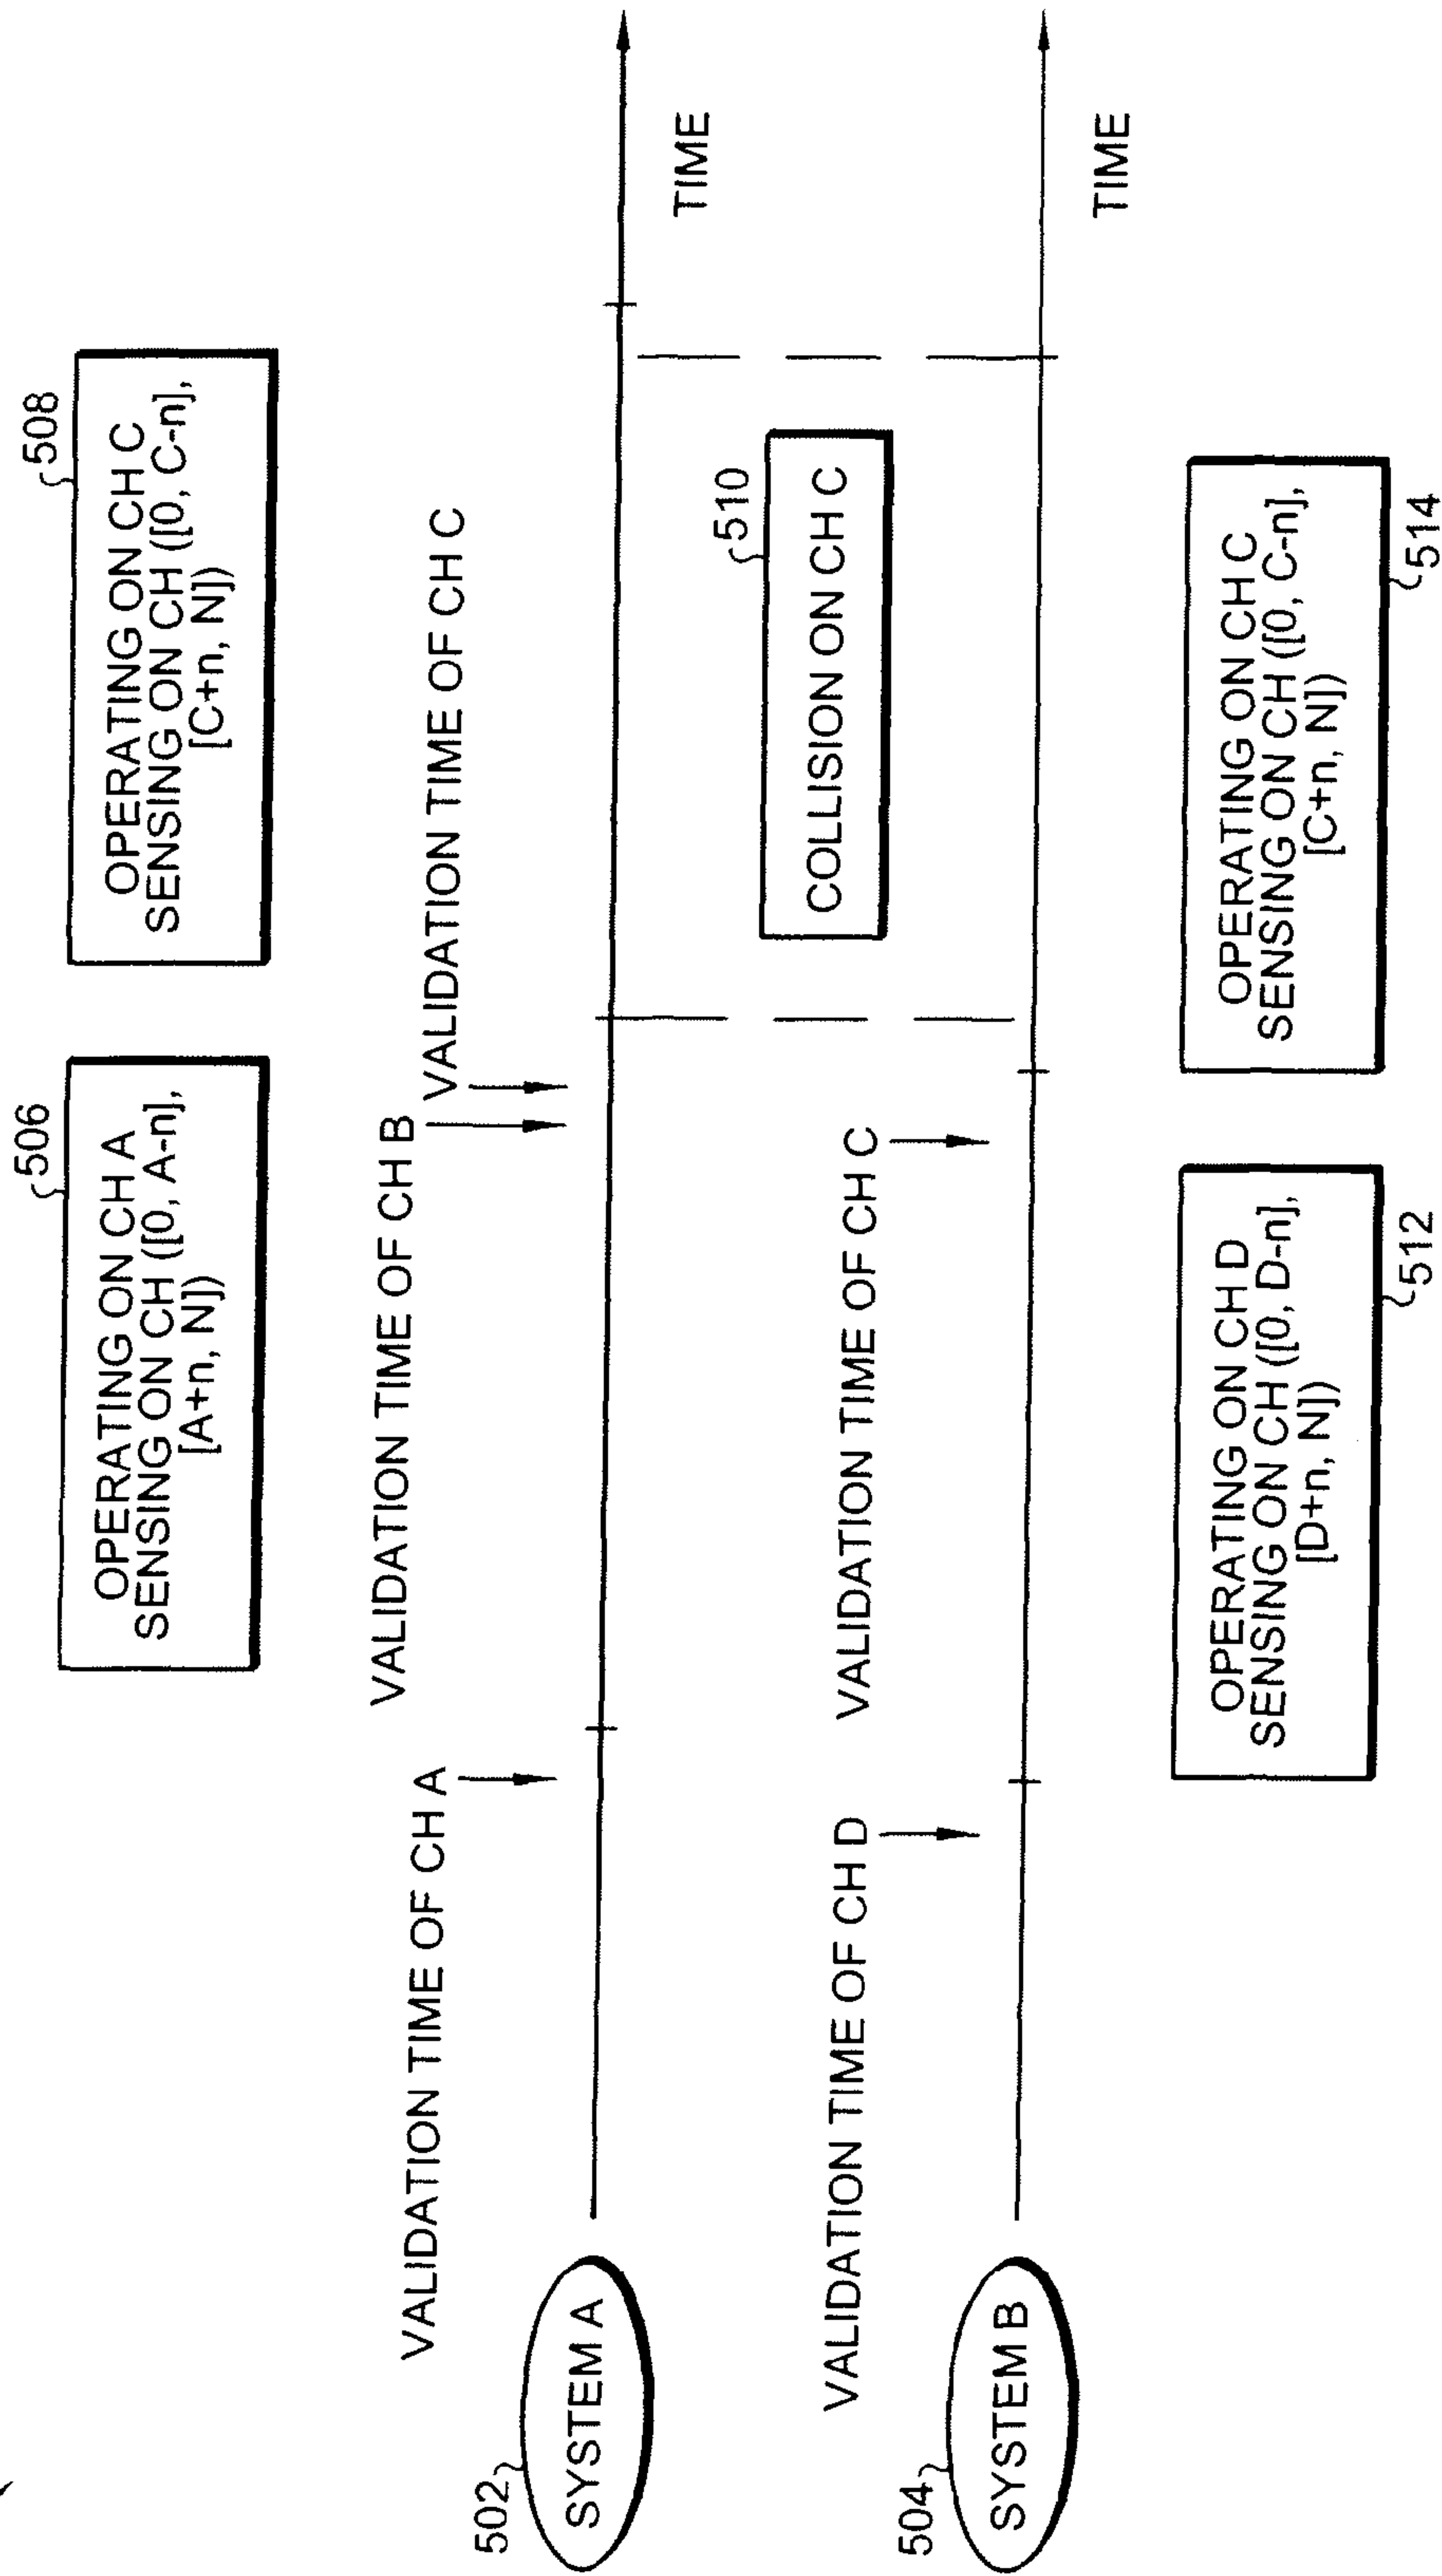 506
OPERATING ON CH A
SENSING ON CH ([0, A-n],
[A+n, N])
508
OPERATING ON CH C
SENSING ON CH ([0, C-n],
[C+n, N])
VALIDATION TIME OF CH A
VALIDATION TIME OF CH B
VALIDATION TIME OF CH C
502
SYSTEM A
TIME
510
COLLISION ON CH C
VALIDATION TIME OF CH D
VALIDATION TIME OF CH C
504
SYSTEM B
TIME
OPERATING ON CH D
SENSING ON CH ([0, D-n],
[D+n, N])
512
OPERATING ON CH C
SENSING ON CH ([0, C-n],
[C+n, N])
514